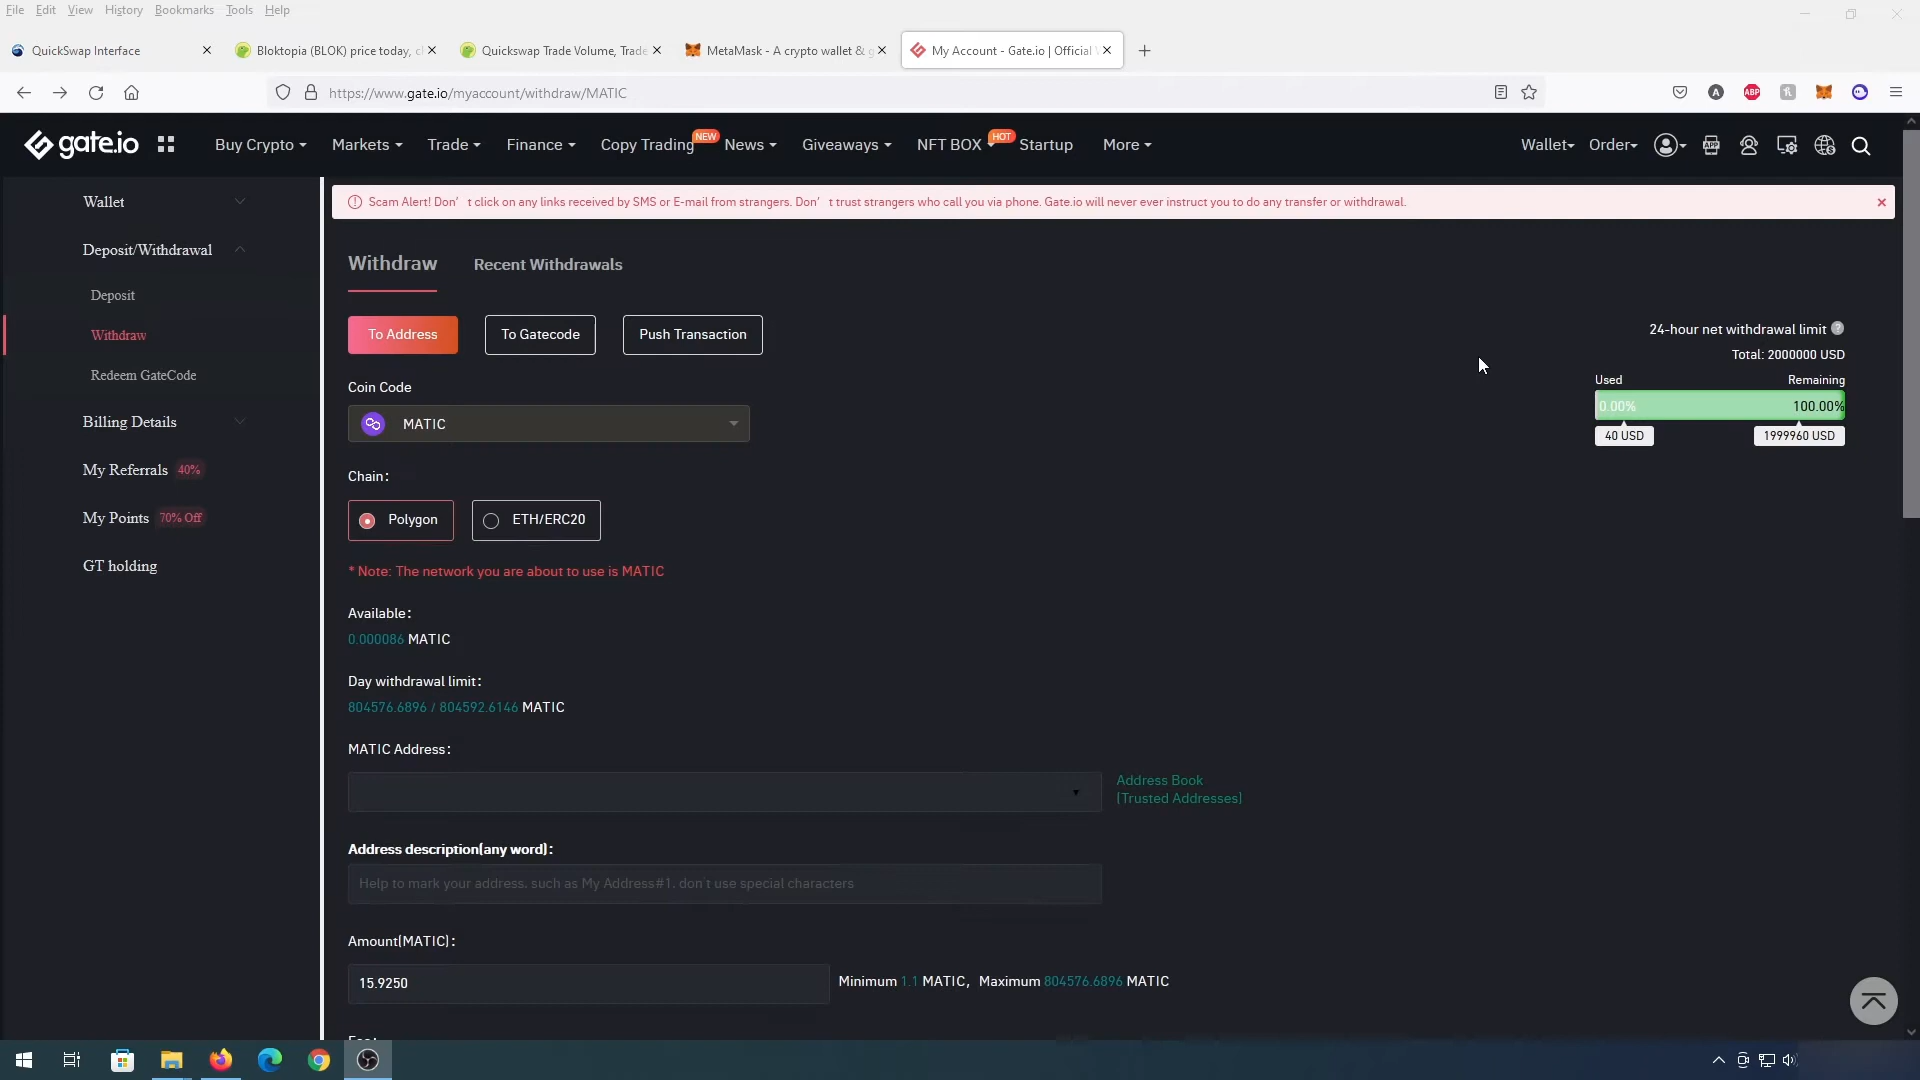 File Edit View History Bookmarks Tools Help
QuickSwap Interface
Bloktopia (BLOK) price today,
Quickswap Trade Volume, Trade
MetaMask - A crypto wallet &
My Account - Gate.io | Official
https://www.gate.io/myaccount/withdraw/MATIC
A
ABP
gate.io
Buy Crypto
Markets
Trade
Finance
Copy Trading
NEW
News
Giveaways
NFT BOX
HOT
Startup
More
Wallet
Order
APP
Wallet
Deposit/Withdrawal
Deposit
Withdraw
Redeem GateCode
Billing Details
My Referrals 40%
My Points 70% Off
GT holding
Scam Alert! Don’ t click on any links received by SMS or E-mail from strangers. Don’ t trust strangers who call you via phone. Gate.io will never ever instruct you to do any transfer or withdrawal.
Withdraw
Recent Withdrawals
To Address
To Gatecode
Push Transaction
24-hour net withdrawal limit ?
Total: 2000000 USD
Used
Remaining
0.00%
100.00%
40 USD
1999960 USD
Coin Code
MATIC
Chain:
Polygon
ETH/ERC20
* Note: The network you are about to use is MATIC
Available:
0.000086 MATIC
Day withdrawal limit:
804576.6896 / 804592.6146 MATIC
MATIC Address:
Address Book
(Trusted Addresses)
Address description(any word):
Help to mark your address. such as My Address#1. don't use special characters
Amount(MATIC):
15.9250
Minimum 1.1 MATIC, Maximum 804576.6896 MATIC